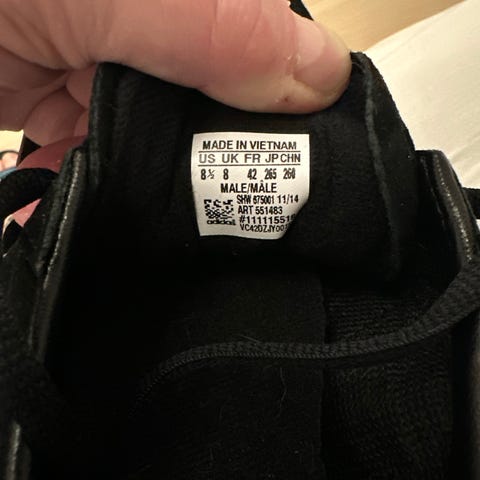 MADE IN VIETNAM
US UK FR JP CHN
8½ 8 42 265 260
MALE/MÂLE
SHW 675001 11/14
ART 551483
adidas